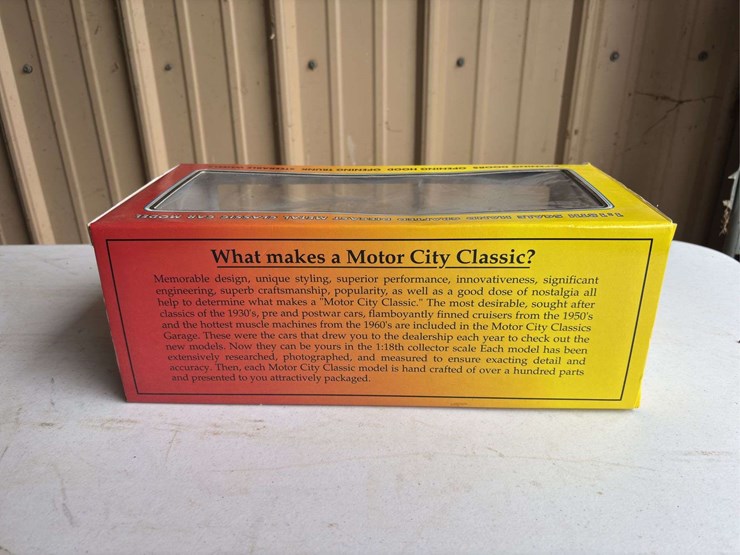 What makes a Motor City Classic?
Memorable design, unique styling, superior performance, innovativeness, significant
engineering, superb craftsmanship, popularity, as well as a good dose of nostalgia all
help to determine what makes a "Motor City Classic." The most desirable, sought after
classics of the 1930's, pre and postwar cars, flamboyantly finned cruisers from the 1950's
and the hottest muscle machines from the 1960's are included in the Motor City Classics
Garage. These were the cars that drew you to the dealership each year to check out the
new models. Now they can be yours in the 1:18th collector scale Each model has been
extensively researched, photographed, and measured to ensure exacting detail and
accuracy. Then, each Motor City Classic model is hand crafted of over a hundred parts
and presented to you attractively packaged.